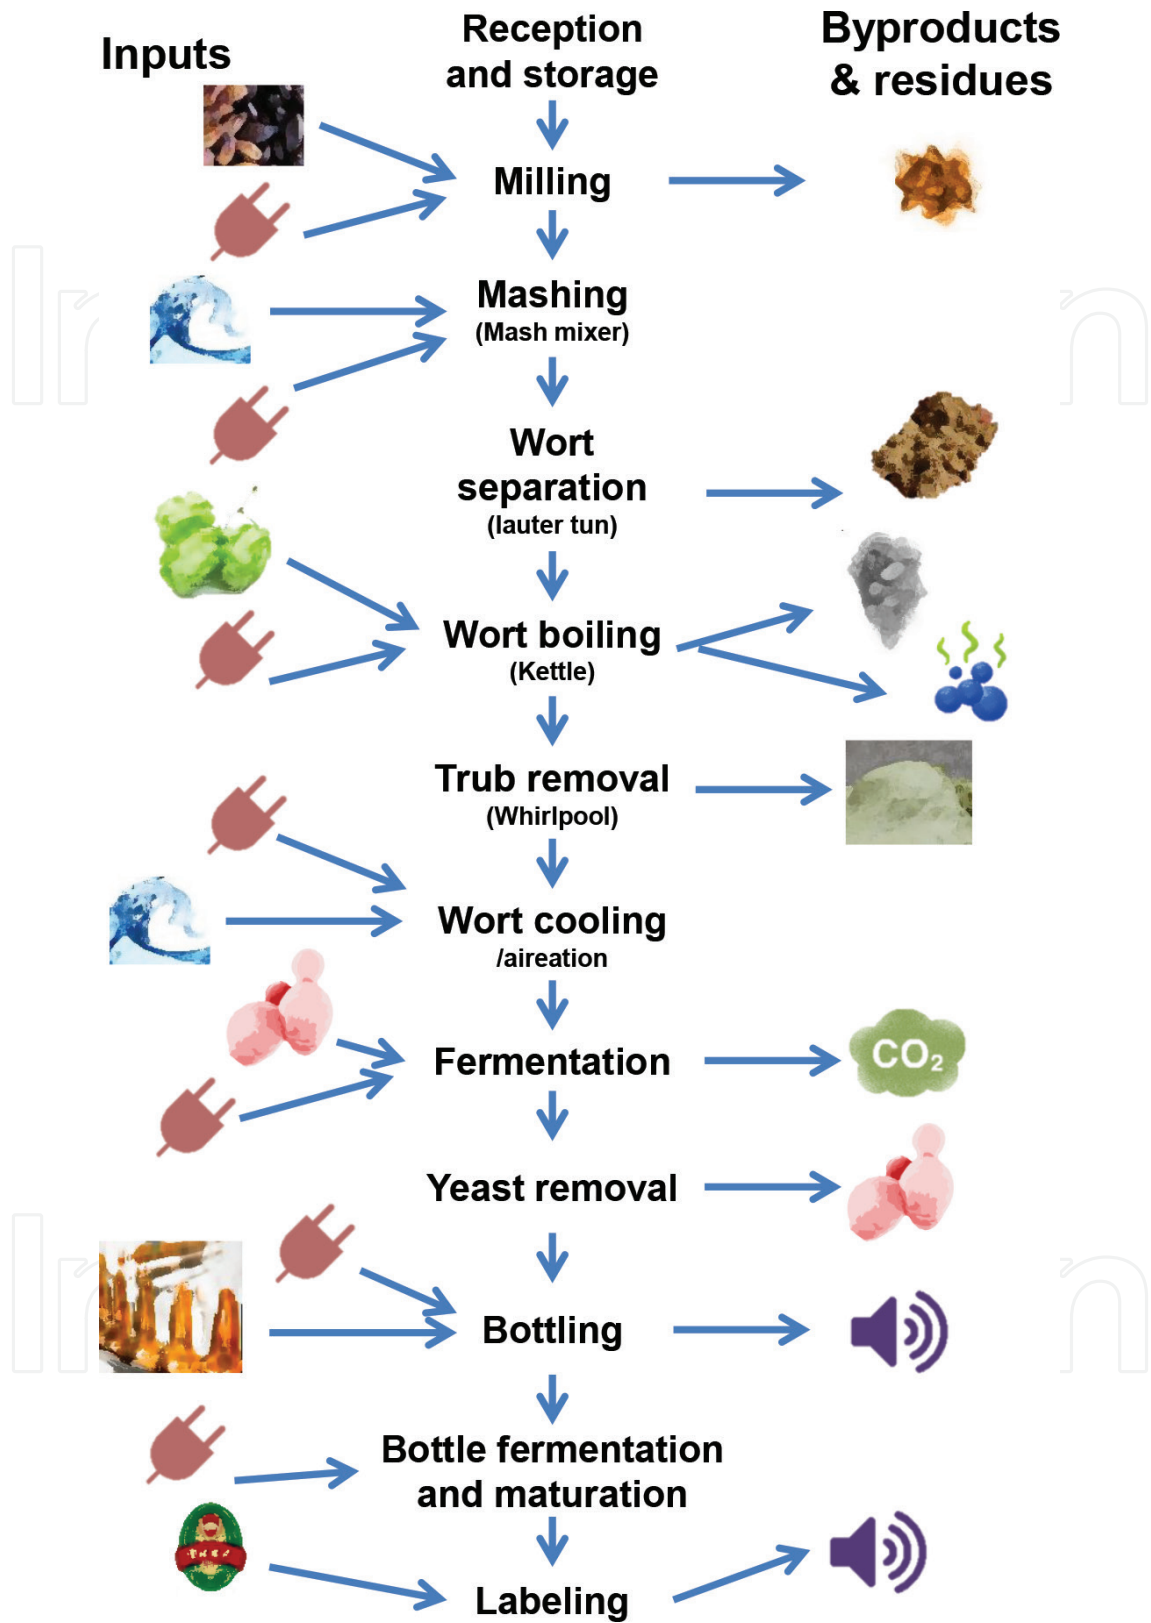 Inputs
Reception
and storage
Byproducts
& residues
Milling
Mashing
(Mash mixer)
Wort
separation
(lauter tun)
Wort boiling
(Kettle)
Trub removal
(Whirlpool)
Wort cooling
/aireation
Fermentation
CO₂
Yeast removal
Bottling
Bottle fermentation
and maturation
Labeling